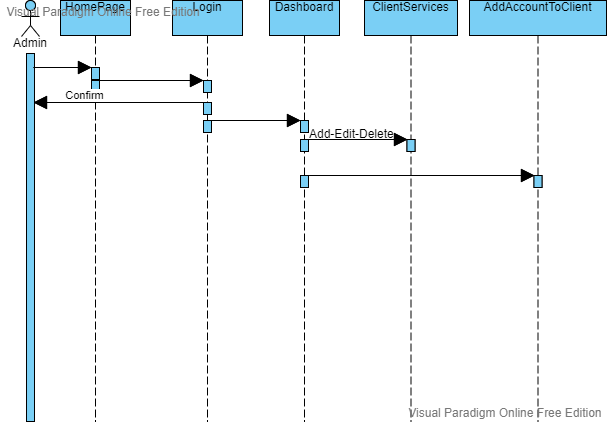 HomePage
Login
Dashboard
ClientServices
AddAccountToClient
Visual Paradigm Online Free Edition
Admin
Confirm
Add-Edit-Delete
Visual Paradigm Online Free Edition